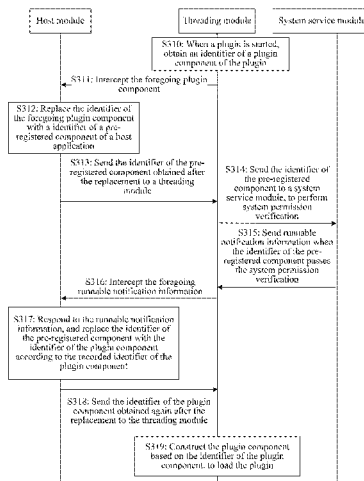 Host module
Threading module
System service module
S310: When a plugin is started,
obtain an identifier of a plugin
component of the plugin
S311: Intercept the foregoing plugin
component
S312: Replace the identifier of
the foregoing plugin component
with a identifier of a pre-
registered component of a host
application
S313: Send the identifier of the pre-
registered component obtained after
the replacement to a threading
module
S314: Send the identifier of
the pre-registered
component to a system
service module, to perform
system permission
verification
S315: Send runnable
notification information when
the identifier of the pre-
registered component passes
the system permission
verification
S316: Intercept the foregoing
runnable notification information
S317: Respond to the runnable notification
information, and replace the identifier of
the pre-registered component with the
identifier of the plugin component
according to the recorded identifier of the
plugin component
S318: Send the identifier of the plugin
component obtained again after the
replacement to the threading module
S319: Construct the plugin component
based on the identifier of the plugin
component, to load the plugin